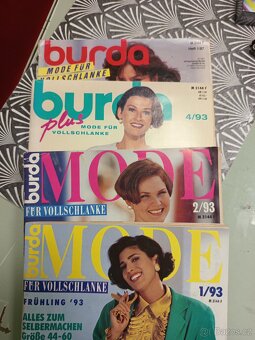 burda
MODE FÜR
VOLLSCHLANKE
burda
plus
MODE FÜR
VOLLSCHLANKE
4/93
M 2144 F
burda
MODE
FÜR VOLLSCHLANKE
2/93
burda
MODE
FÜR VOLLSCHLANKE
FRÜHLING '93
1/93
ALLES ZUM
SELBERMACHEN
Größe 44-60